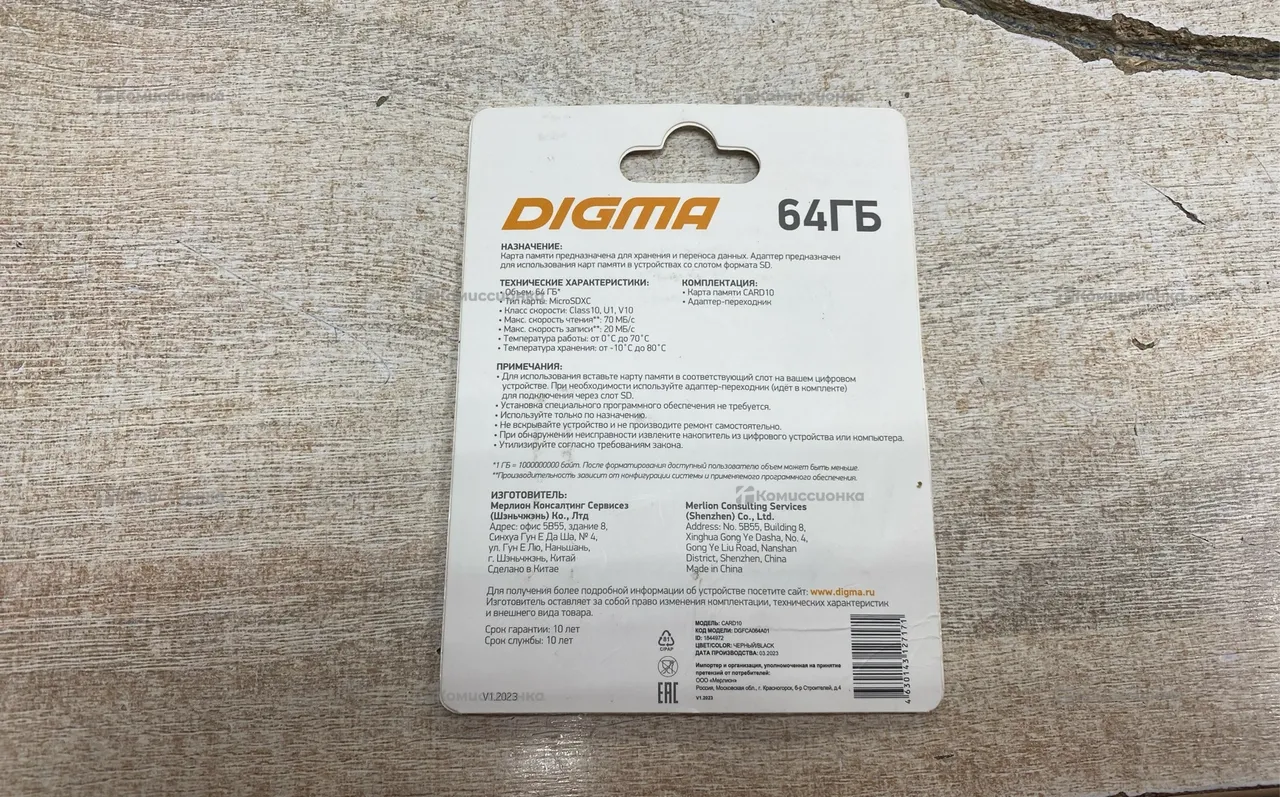 DIGMA 64ГБ
НАЗНАЧЕНИЕ:
Карта памяти предназначена для хранения и переноса данных. Адаптер предназначен
для использования карт памяти в устройствах со слотом формата SD.
ТЕХНИЧЕСКИЕ ХАРАКТЕРИСТИКИ:
• Объем: 64 ГБ*
• Тип карты: MicroSDXC
• Класс скорости: Class10, U1, V10
• Макс. скорость чтения**: 70 МБ/с
• Макс. скорость записи**: 20 МБ/с
• Температура работы: от 0˚C до 70˚C
• Температура хранения: от -10˚C до 80˚C
КОМПЛЕКТАЦИЯ:
• Карта памяти CARD10
• Адаптер-переходник
ПРИМЕЧАНИЯ:
• Для использования вставьте карту памяти в соответствующий слот на вашем цифровом
устройстве. При необходимости используйте адаптер-переходник (идёт в комплекте)
для подключения через слот SD.
• Установка специального программного обеспечения не требуется.
• Используйте только по назначению.
• Не вскрывайте устройство и не производите ремонт самостоятельно.
• При обнаружении неисправности извлеките накопитель из цифрового устройства или компьютера.
• Утилизируйте согласно требованиям закона.
*1 ГБ = 1000000000 байт. После форматирования доступный пользователю объем может быть меньше.
**Производительность зависит от конфигурации системы и применяемого программного обеспечения.
ИЗГОТОВИТЕЛЬ:
Мерлион Консалтинг Сервисез
(Шэньчжэнь) Ко., Лтд
Адрес: офис 5B55, здание 8,
Синхуа Гун Е Да Ша, № 4,
ул. Гун Е Лю, Наньшань,
г. Шэньчжэнь, Китай
Сделано в Китае
Merlion Consulting Services
(Shenzhen) Co., Ltd.
Address: No. 5B55, Building 8,
Xinghua Gong Ye Dasha, No. 4,
Gong Ye Liu Road, Nanshan
District, Shenzhen, China
Made in China
Для получения более подробной информации об устройстве посетите сайт: www.digma.ru
Изготовитель оставляет за собой право изменения комплектации, технических характеристик
и внешнего вида товара.
Срок гарантии: 10 лет
Срок службы: 10 лет
V1.2023
81
C/PAP
EAC
МОДЕЛЬ: CARD10
КОД МОДЕЛИ: DGFCA064A01
ID: 1844972
ЦВЕТ/COLOR: ЧЕРНЫЙ/BLACK
ДАТА ПРОИЗВОДСТВА: 03.2023
Импортер и организация, уполномоченная на принятие
претензий от потребителей:
ООО «Мерлион»
Россия, Московская обл., г. Красногорск, б-р Строителей, д.4
V1.2023
4 630143 127171
Комиссионка
Комиссионка
Комиссионка
Комиссионка
Комиссионка